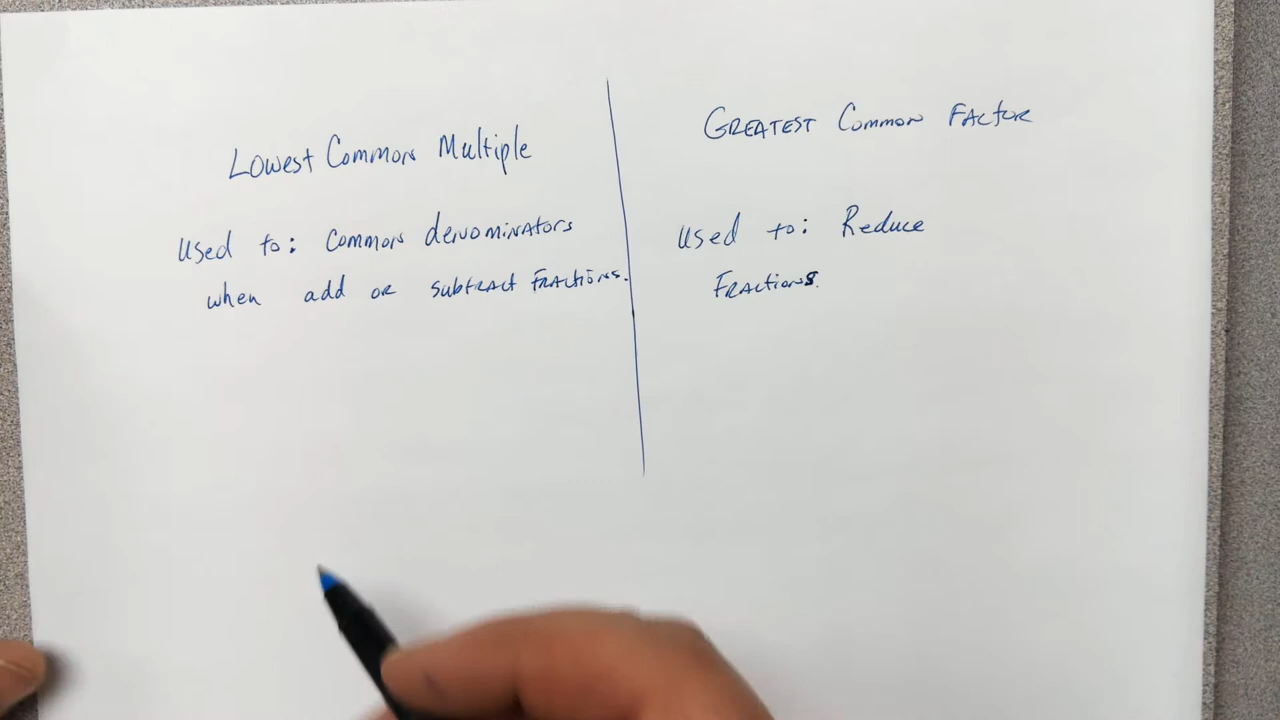 Lowest Common Multiple
Used to: Common denominators
when add or subtract Fractions.
GREATEST Common FACtor
Used to: Reduce
FRActions.